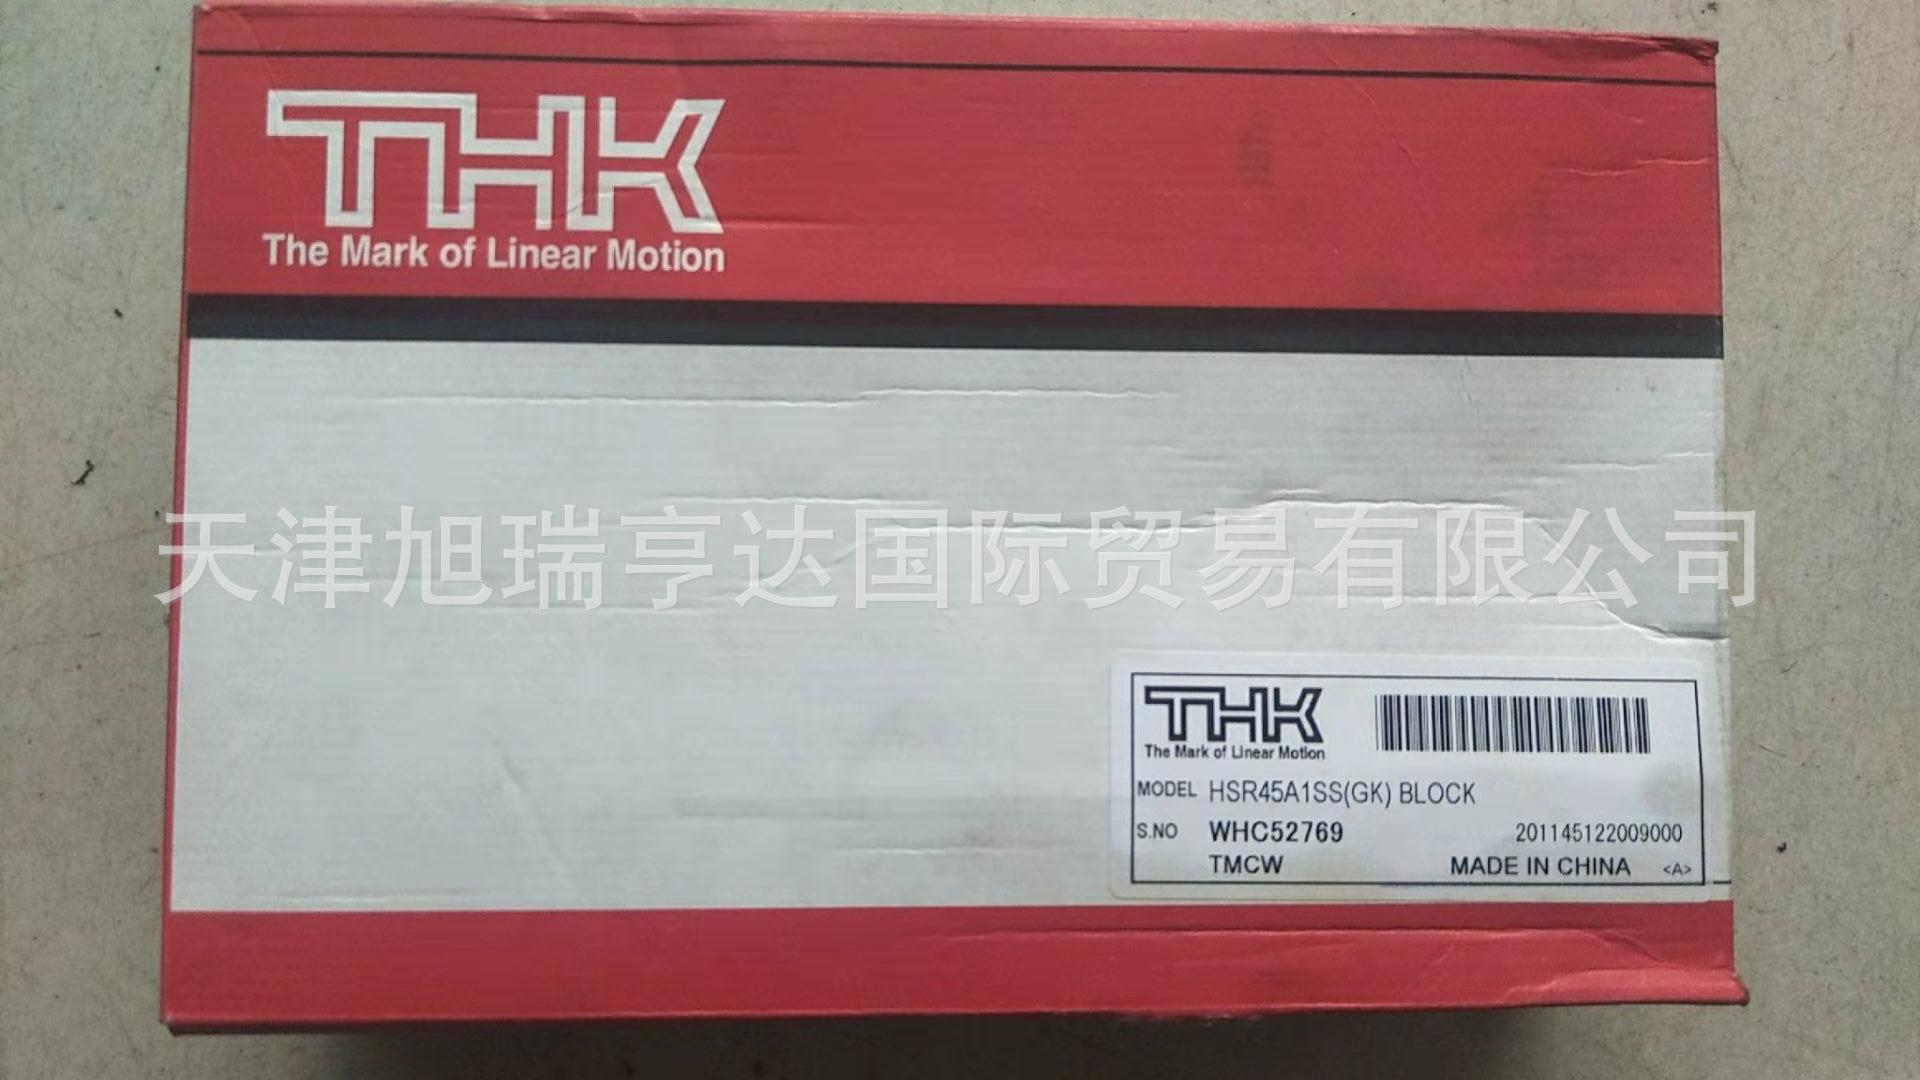 THK
The Mark of Linear Motion
天津旭瑞亨达国际贸易有限公司
THK
The Mark of Linear Motion
MODEL HSR45A1SS(GK) BLOCK
S.NO WHC52769 201145122009000
TMCW MADE IN CHINA <A>